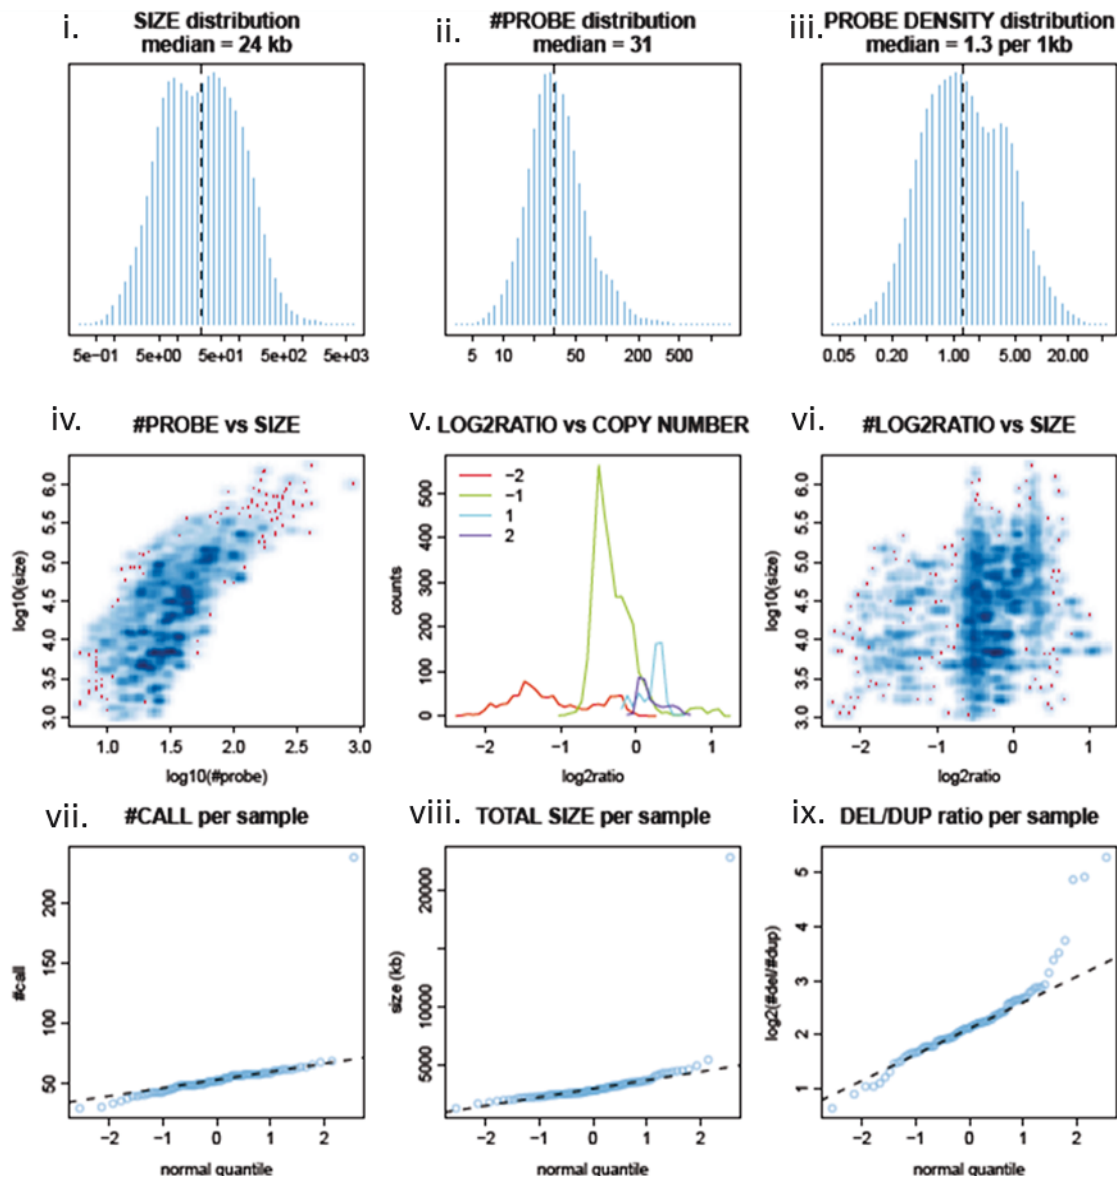 i. SIZE distribution
median = 24 kb
5e−01 5e+00 5e+01 5e+02 5e+03
ii. #PROBE distribution
median = 31
5 10 50 200 500
iii. PROBE DENSITY distribution
median = 1.3 per 1kb
0.05 0.20 1.00 5.00 20.00
iv. #PROBE vs SIZE
log10(size)
6.0
5.5
5.0
4.5
4.0
3.5
3.0
1.0 1.5 2.0 2.5 3.0
log10(#probe)
v. LOG2RATIO vs COPY NUMBER
counts
500
400
300
200
100
0
−2
−1
1
2
−2 −1 0 1
log2ratio
vi. #LOG2RATIO vs SIZE
log10(size)
6.0
5.5
5.0
4.5
4.0
3.5
3.0
−2 −1 0 1
log2ratio
vii. #CALL per sample
#call
200
150
100
50
−2 −1 0 1 2
normal quantile
viii. TOTAL SIZE per sample
size (kb)
20000
10000
5000
−2 −1 0 1 2
normal quantile
ix. DEL/DUP ratio per sample
log2(#del/#dup)
5
4
3
2
1
−2 −1 0 1 2
normal quantile